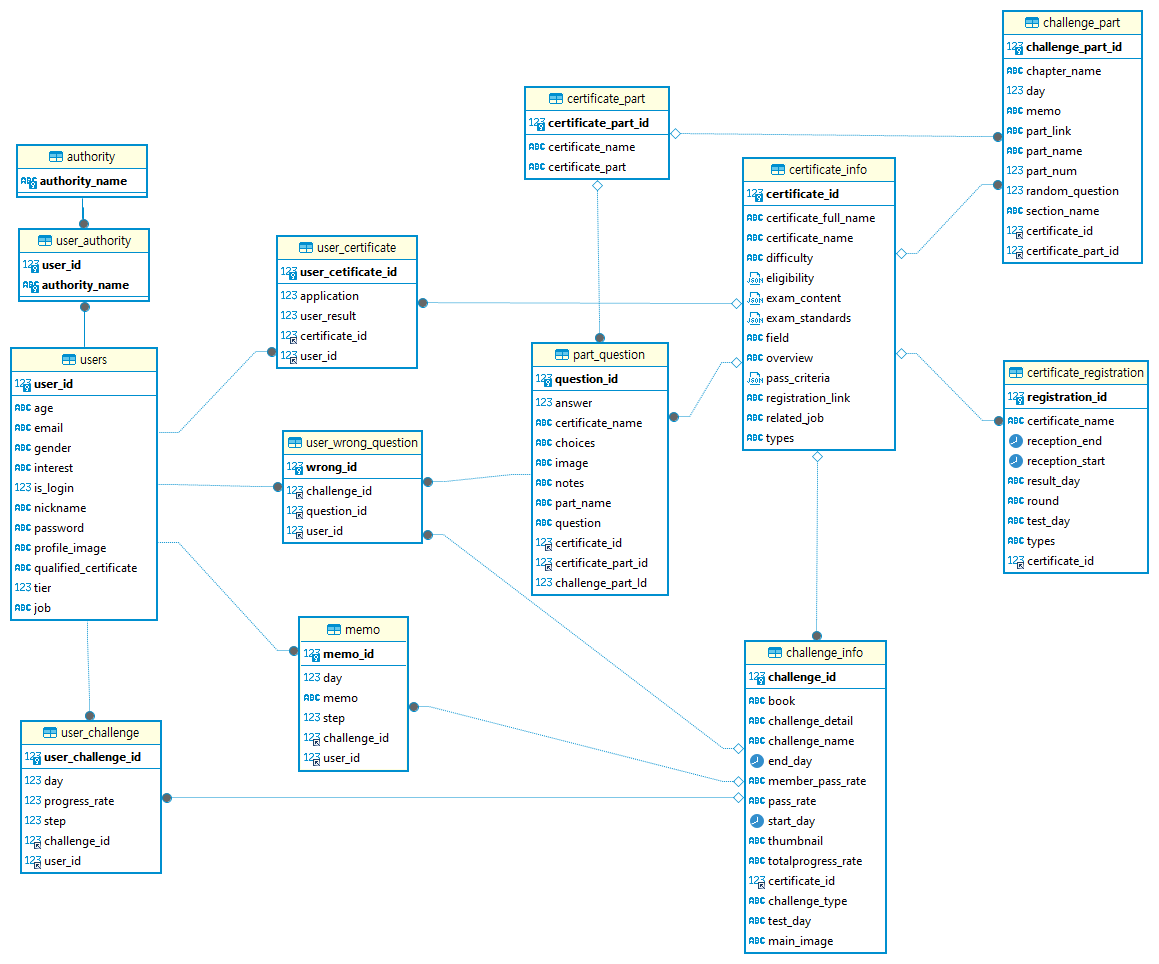 challenge_part
123 challenge_part_id
ABC chapter_name
123 day
ABC memo
ABC part_link
ABC part_name
123 part_num
123 random_question
ABC section_name
123 certificate_id
123 certificate_part_id
certificate_part
123 certificate_part_id
ABC certificate_name
ABC certificate_part
authority
ABC authority_name
user_authority
123 user_id
ABC authority_name
users
123 user_id
ABC age
ABC email
ABC gender
ABC interest
123 is_login
ABC nickname
ABC password
ABC profile_image
ABC qualified_certificate
123 tier
ABC job
user_certificate
123 user_cetificate_id
123 application
123 user_result
123 certificate_id
123 user_id
certificate_info
123 certificate_id
ABC certificate_full_name
ABC certificate_name
ABC difficulty
JSON eligibility
JSON exam_content
JSON exam_standards
ABC field
ABC overview
JSON pass_criteria
ABC registration_link
ABC related_job
ABC types
part_question
123 question_id
123 answer
ABC certificate_name
ABC choices
ABC image
ABC notes
ABC part_name
ABC question
123 certificate_id
123 certificate_part_id
123 challenge_part_ld
certificate_registration
123 registration_id
ABC certificate_name
reception_end
reception_start
ABC result_day
ABC round
ABC test_day
ABC types
123 certificate_id
user_wrong_question
123 wrong_id
123 challenge_id
123 question_id
123 user_id
memo
123 memo_id
123 day
ABC memo
123 step
123 challenge_id
123 user_id
challenge_info
123 challenge_id
ABC book
ABC challenge_detail
ABC challenge_name
end_day
ABC member_pass_rate
ABC pass_rate
start_day
ABC thumbnail
ABC totalprogress_rate
123 certificate_id
ABC challenge_type
ABC test_day
ABC main_image
user_challenge
123 user_challenge_id
123 day
123 progress_rate
123 step
123 challenge_id
123 user_id